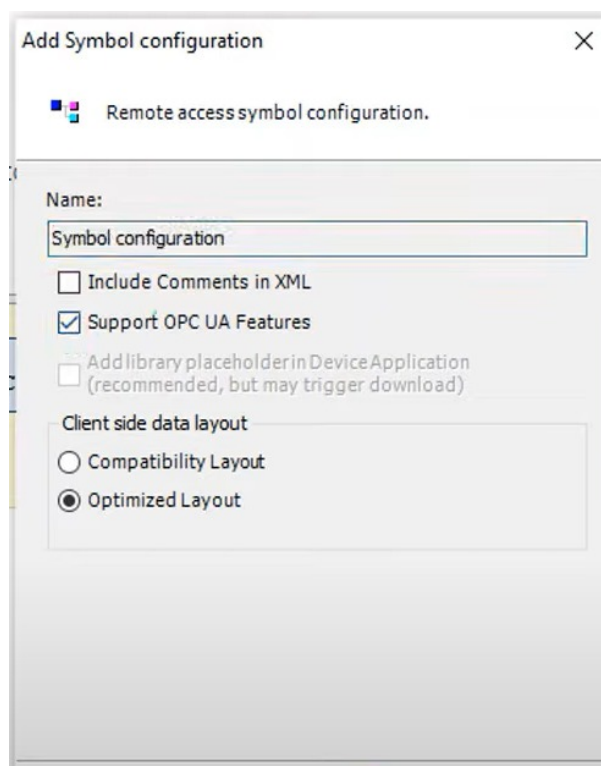 Add Symbol configuration
Remote access symbol configuration.
Name:
Symbol configuration
Include Comments in XML
Support OPC UA Features
Add library placeholder in Device Application
(recommended, but may trigger download)
Client side data layout
Compatibility Layout
Optimized Layout